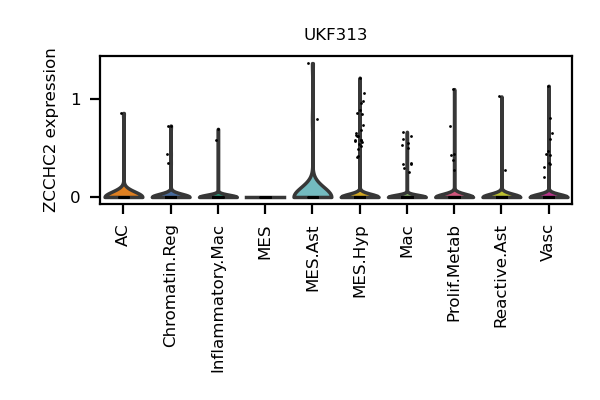 UKF313
ZCCHC2 expression
1
0
AC
Chromatin.Reg
Inflammatory.Mac
MES
MES.Ast
MES.Hyp
Mac
Prolif.Metab
Reactive.Ast
Vasc